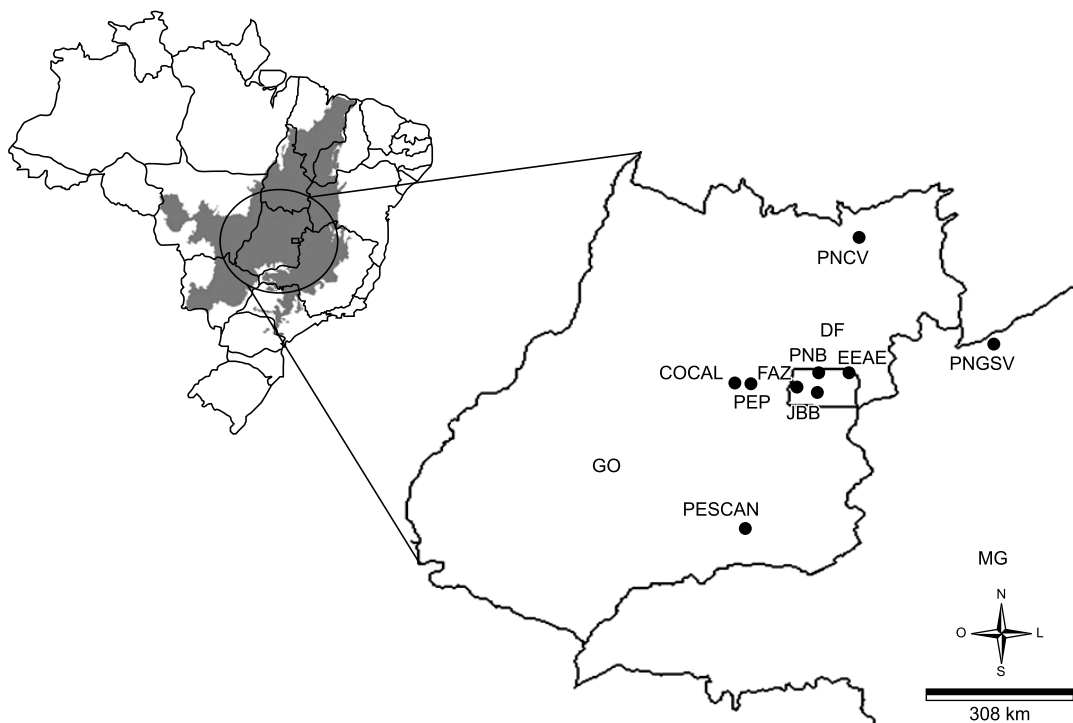 PNCV
DF
PNB
EEAE
PNGSV
COCAL
FAZ
PEP
JBB
GO
PESCAN
MG
N
O
L
S
308 km